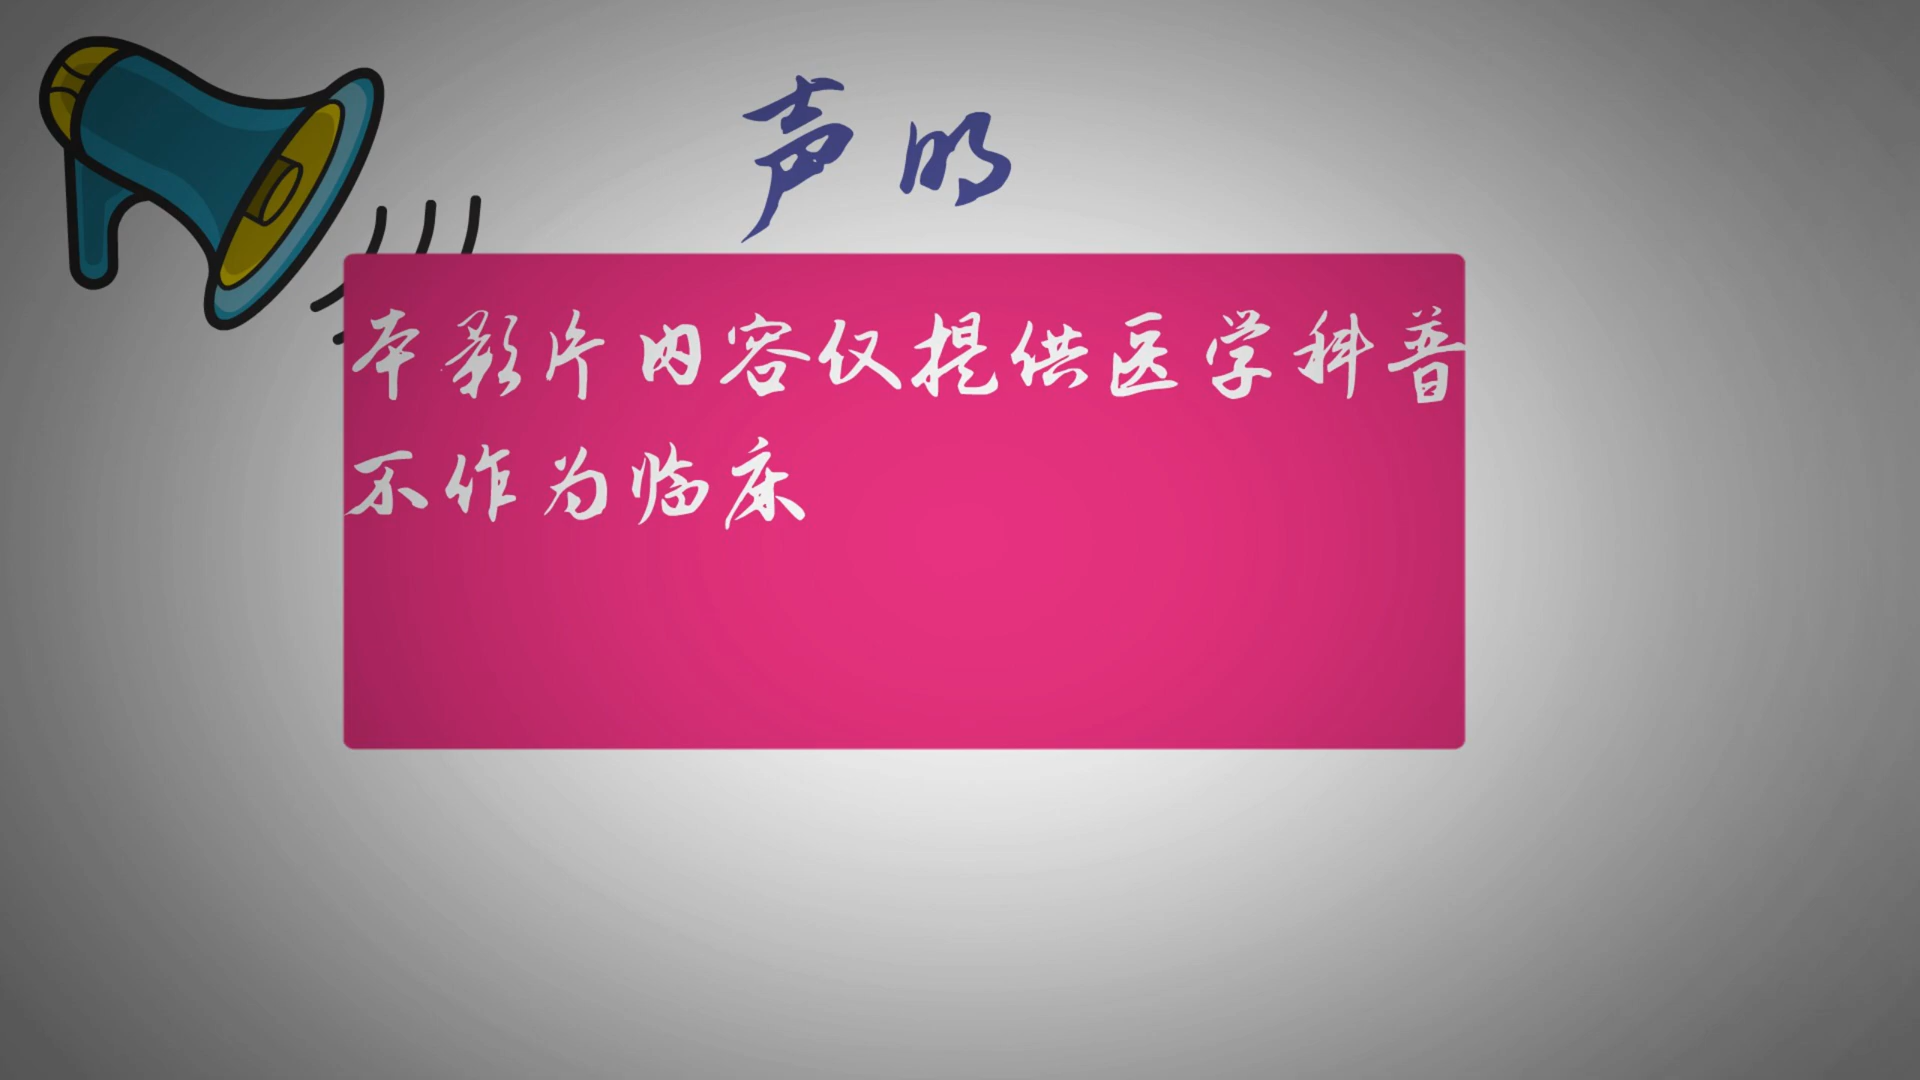 声明
本影片内容仅提供医学科普
不作为临床